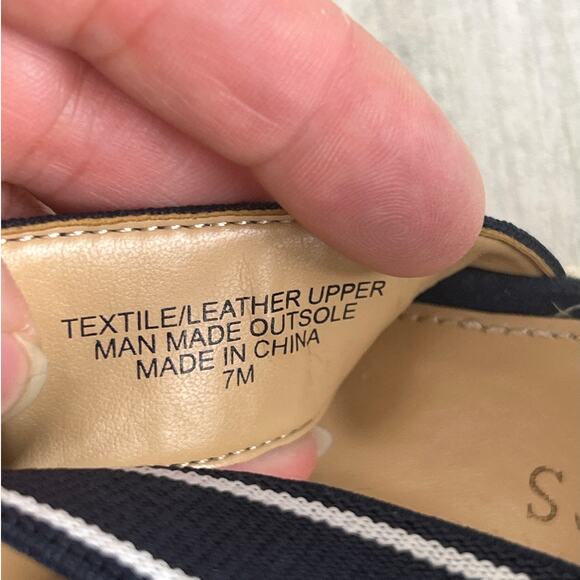 TEXTILE/LEATHER UPPER
MAN MADE OUTSOLE
MADE IN CHINA
7M
S